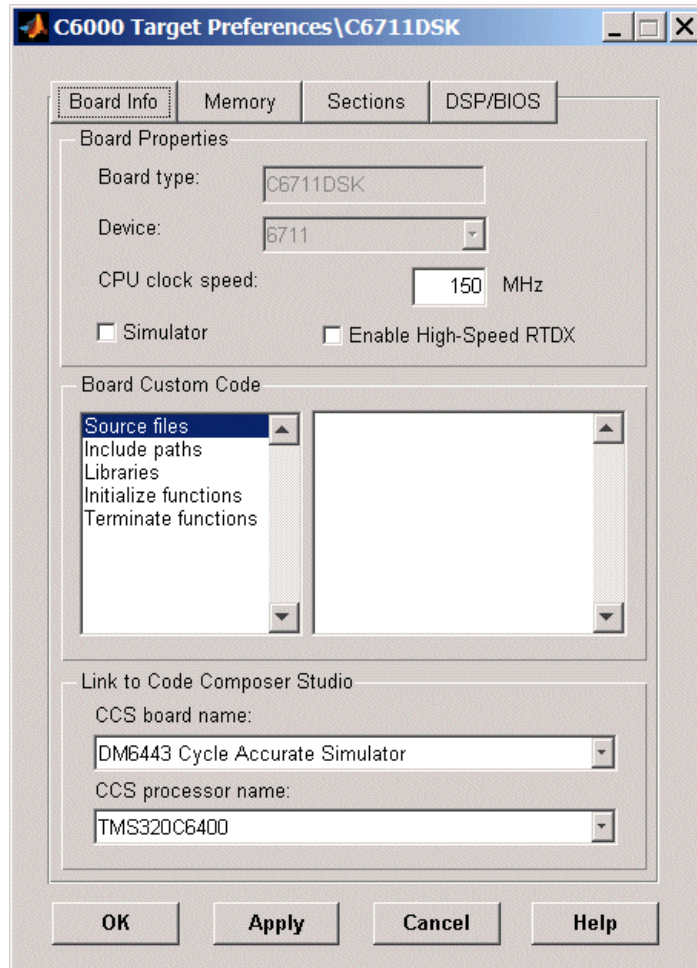 C6000 Target Preferences\C6711DSK
Board Info Memory Sections DSP/BIOS
Board Properties
Board type: C6711DSK
Device: 6711
CPU clock speed: 150 MHz
Simulator Enable High-Speed RTDX
Board Custom Code
Source files
Include paths
Libraries
Initialize functions
Terminate functions
Link to Code Composer Studio
CCS board name:
DM6443 Cycle Accurate Simulator
CCS processor name:
TMS320C6400
OK Apply Cancel Help